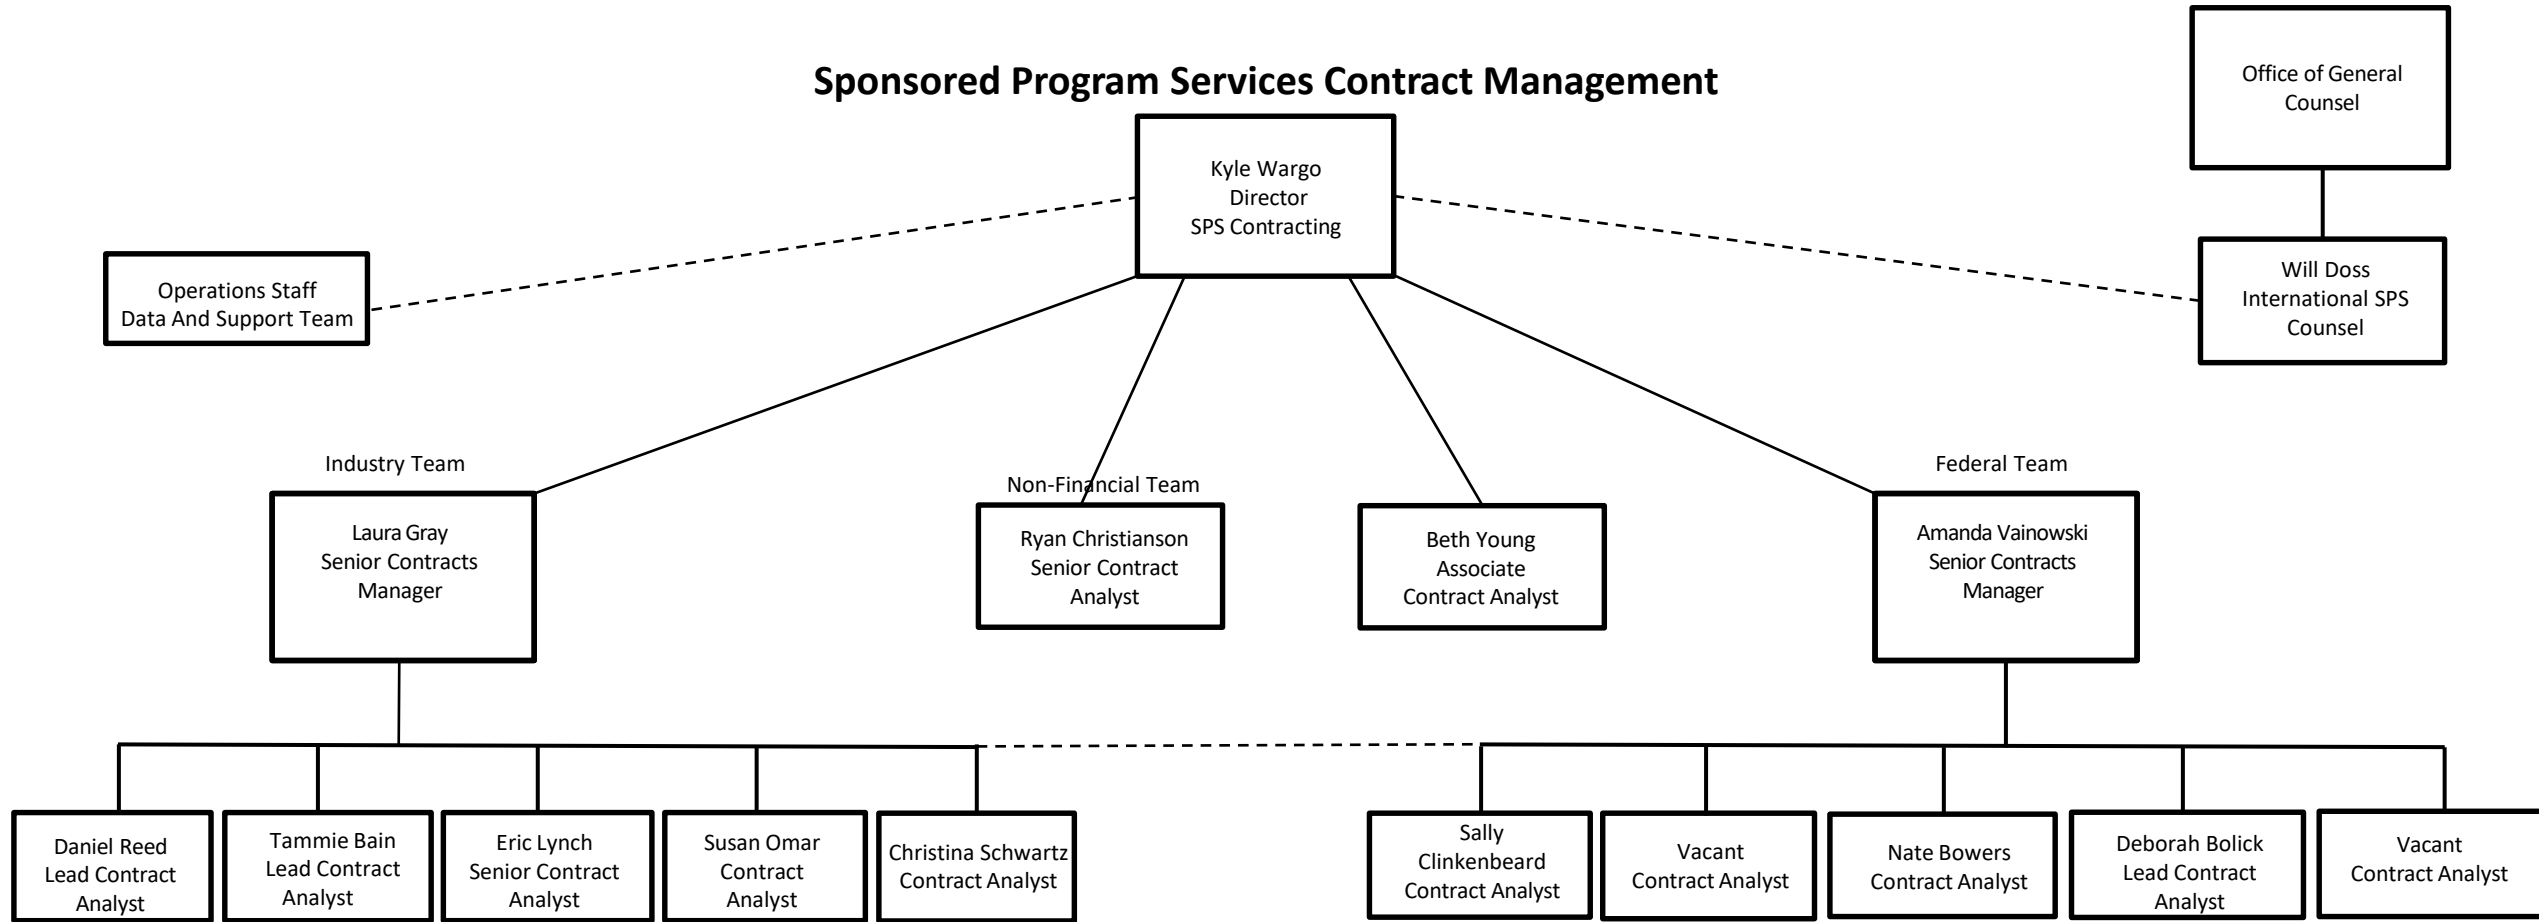 Sponsored Program Services Contract Management
Office of General
Counsel
Kyle Wargo
Director
SPS Contracting
Operations Staff
Data And Support Team
Will Doss
International SPS
Counsel
Industry Team
Laura Gray
Senior Contracts
Manager
Non-Financial Team
Ryan Christianson
Senior Contract
Analyst
Beth Young
Associate
Contract Analyst
Federal Team
Amanda Vainowski
Senior Contracts
Manager
Daniel Reed
Lead Contract
Analyst
Tammie Bain
Lead Contract
Analyst
Eric Lynch
Senior Contract
Analyst
Susan Omar
Contract
Analyst
Christina Schwartz
Contract Analyst
Sally
Clinkenbeard
Contract Analyst
Vacant
Contract Analyst
Nate Bowers
Contract Analyst
Deborah Bolick
Lead Contract
Analyst
Vacant
Contract Analyst